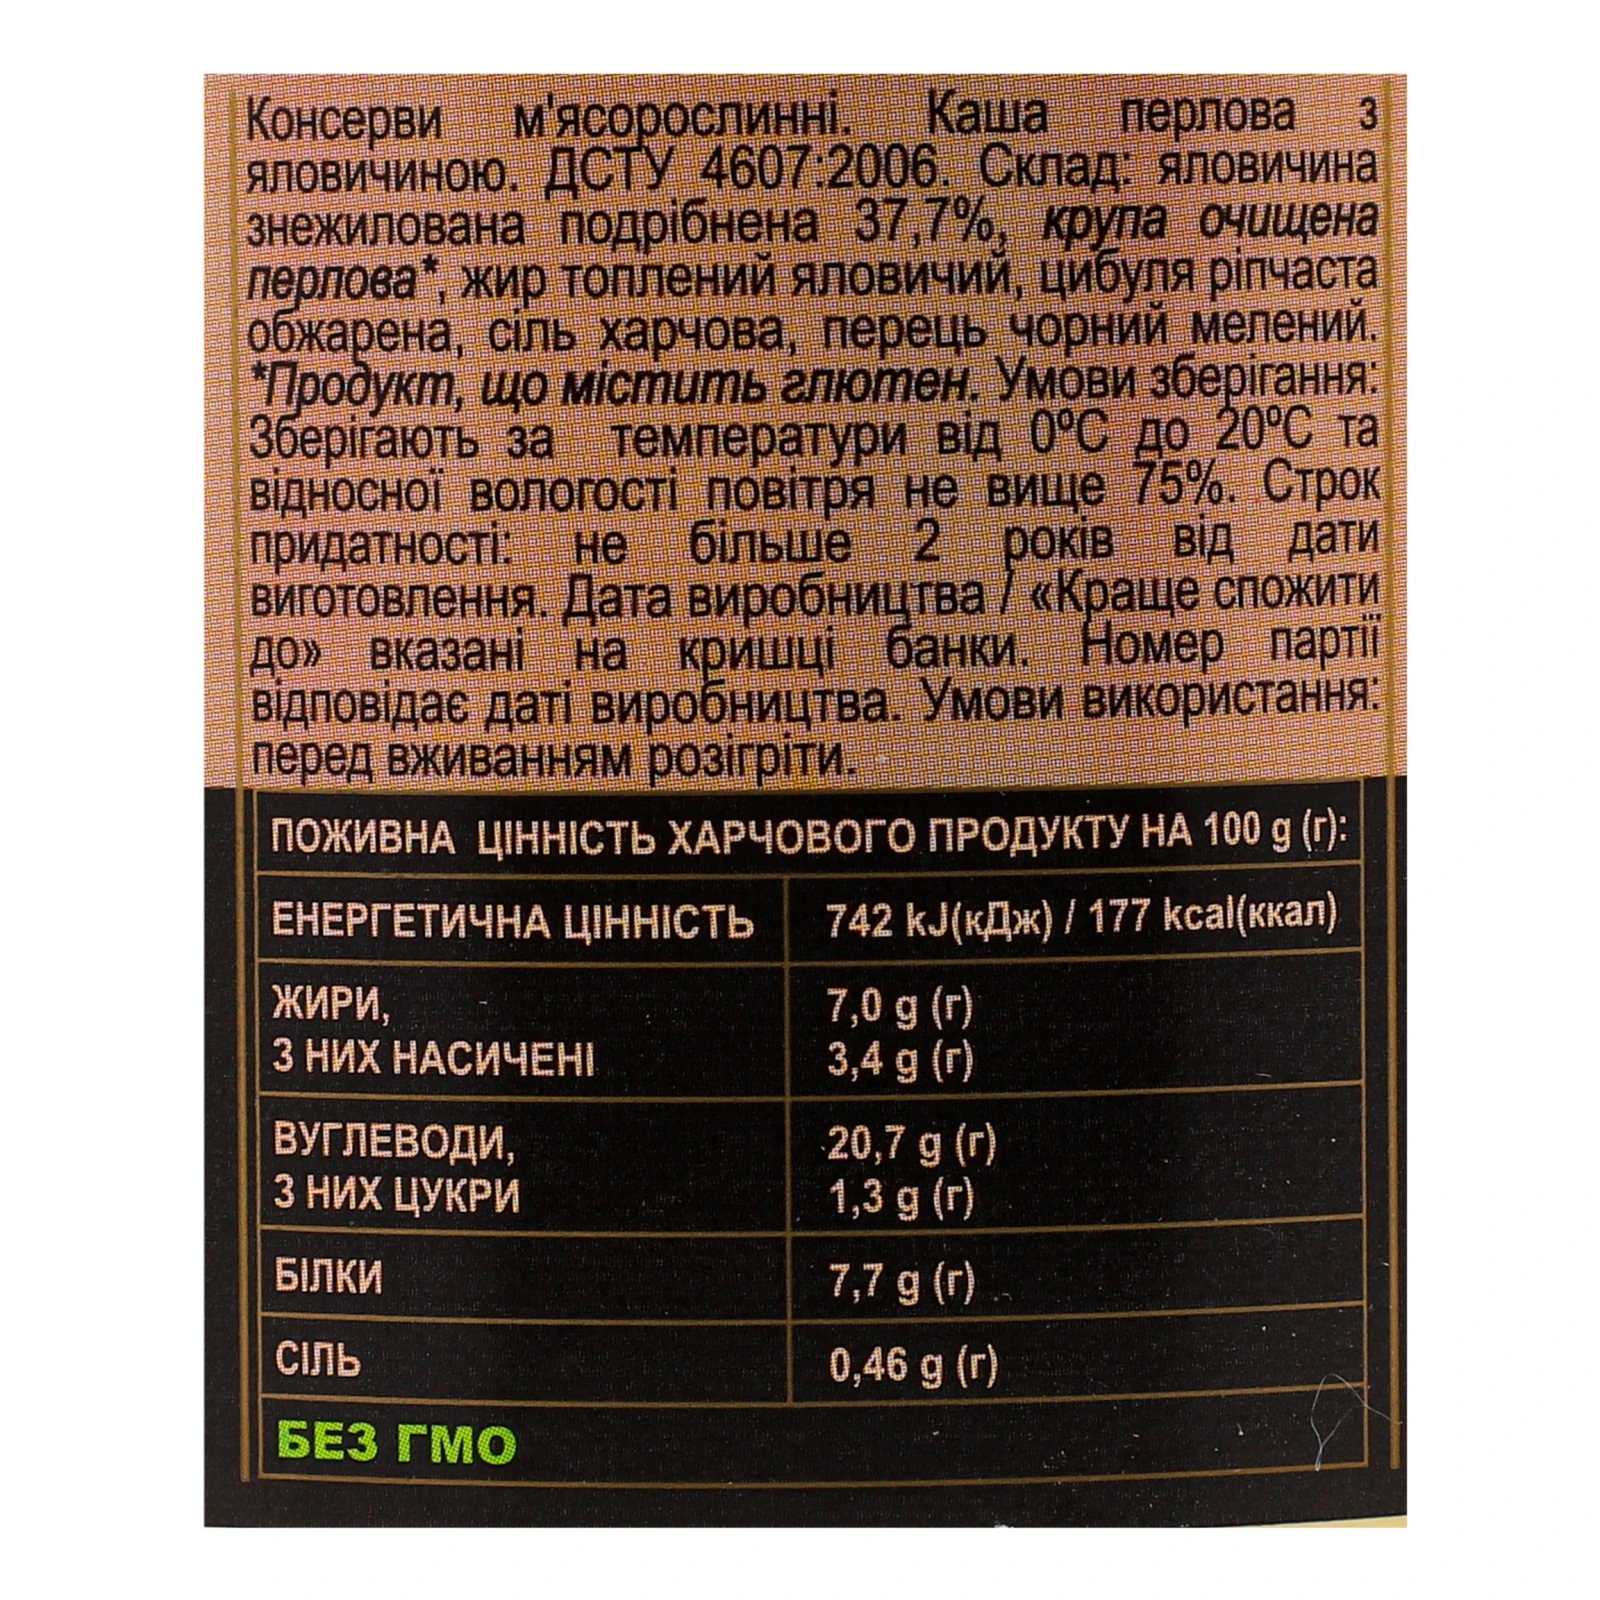 Консерви м'ясорослинні. Каша перлова з
яловичиною. ДСТУ 4607:2006. Склад: яловичина
знежилована подрібнена 37,7%, крупа очищена
перлова*, жир топлений яловичий, цибуля ріпчаста
обжарена, сіль харчова, перець чорний мелений.
*Продукт, що містить глютен. Умови зберігання:
Зберігають за температури від 0ºС до 20ºС та
відносної вологості повітря не вище 75%. Строк
придатності: не більше 2 років від дати
виготовлення. Дата виробництва / «Краще спожити
до» вказані на кришці банки. Номер партії
відповідає даті виробництва. Умови використання:
перед вживанням розігріти.
ПОЖИВНА ЦІННІСТЬ ХАРЧОВОГО ПРОДУКТУ НА 100 g (г):
ЕНЕРГЕТИЧНА ЦІННІСТЬ 742 kJ(кДж) / 177 kcal(ккал)
ЖИРИ, 7,0 g (г)
З НИХ НАСИЧЕНІ 3,4 g (г)
ВУГЛЕВОДИ, 20,7 g (г)
З НИХ ЦУКРИ 1,3 g (г)
БІЛКИ 7,7 g (г)
СІЛЬ 0,46 g (г)
БЕЗ ГМО